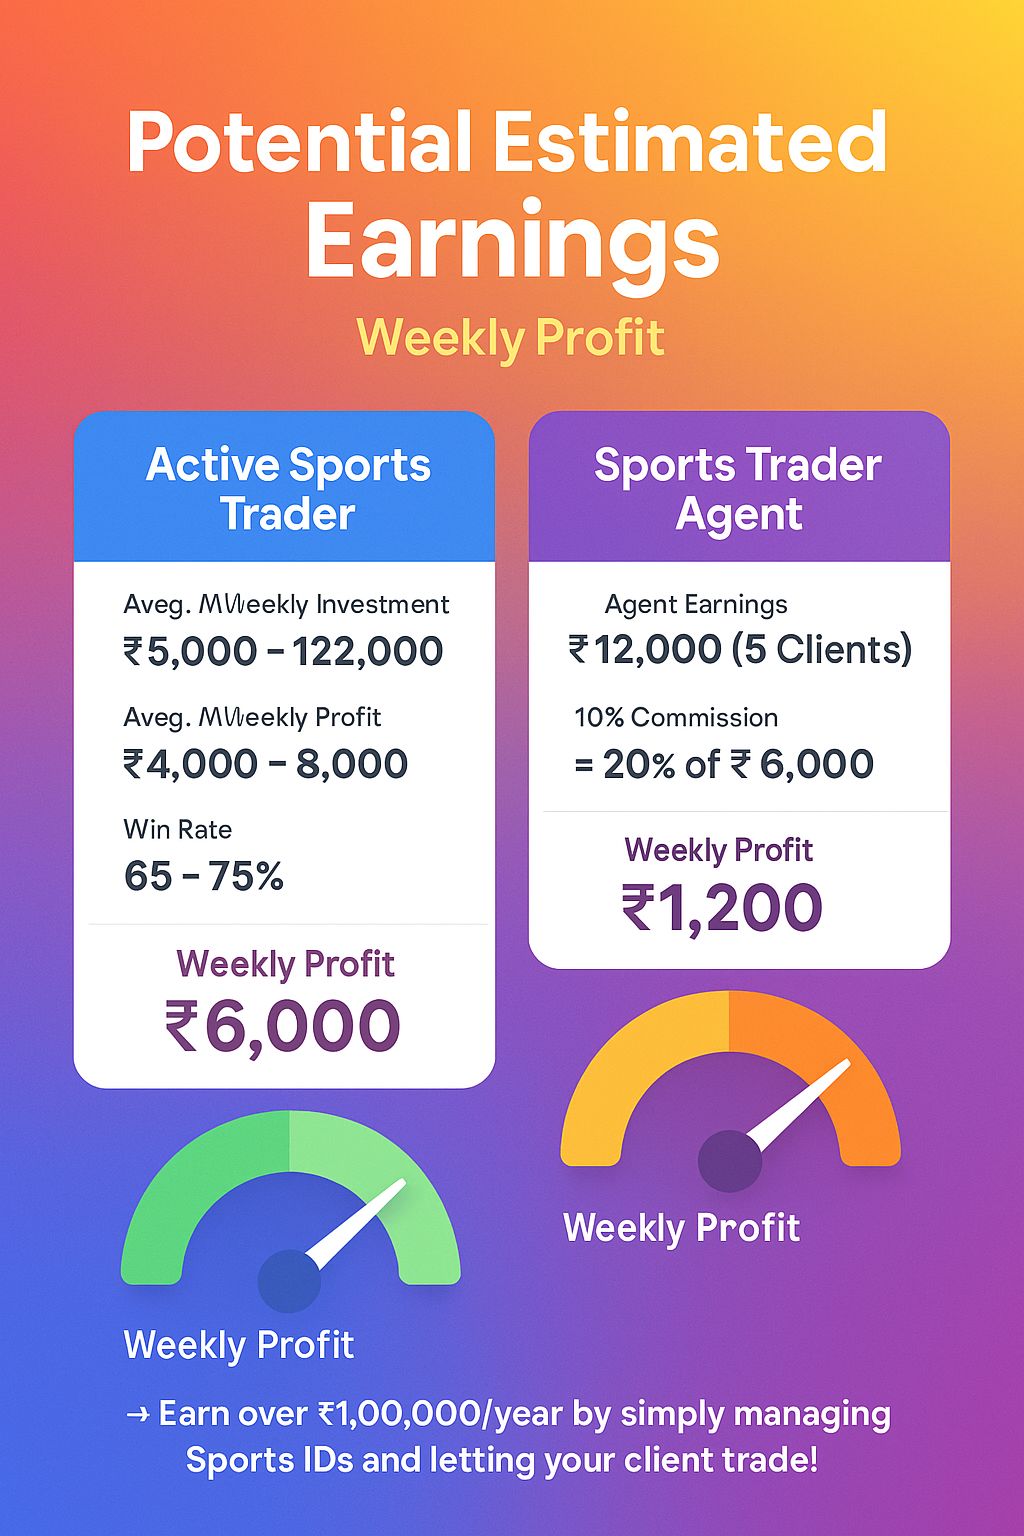 Potential Estimated
Earnings
Weekly Profit
Active Sports
Trader
Aveg. MWeekly Investment
₹5,000 – 122,000
Aveg. MWeekly Profit
₹4,000 – 8,000
Win Rate
65 – 75%
Weekly Profit
₹6,000
Weekly Profit
Sports Trader
Agent
Agent Earnings
₹12,000 (5 Clients)
10% Commission
= 20% of ₹ 6,000
Weekly Profit
₹1,200
Weekly Profit
→ Earn over ₹1,00,000/year by simply managing
Sports IDs and letting your client trade!